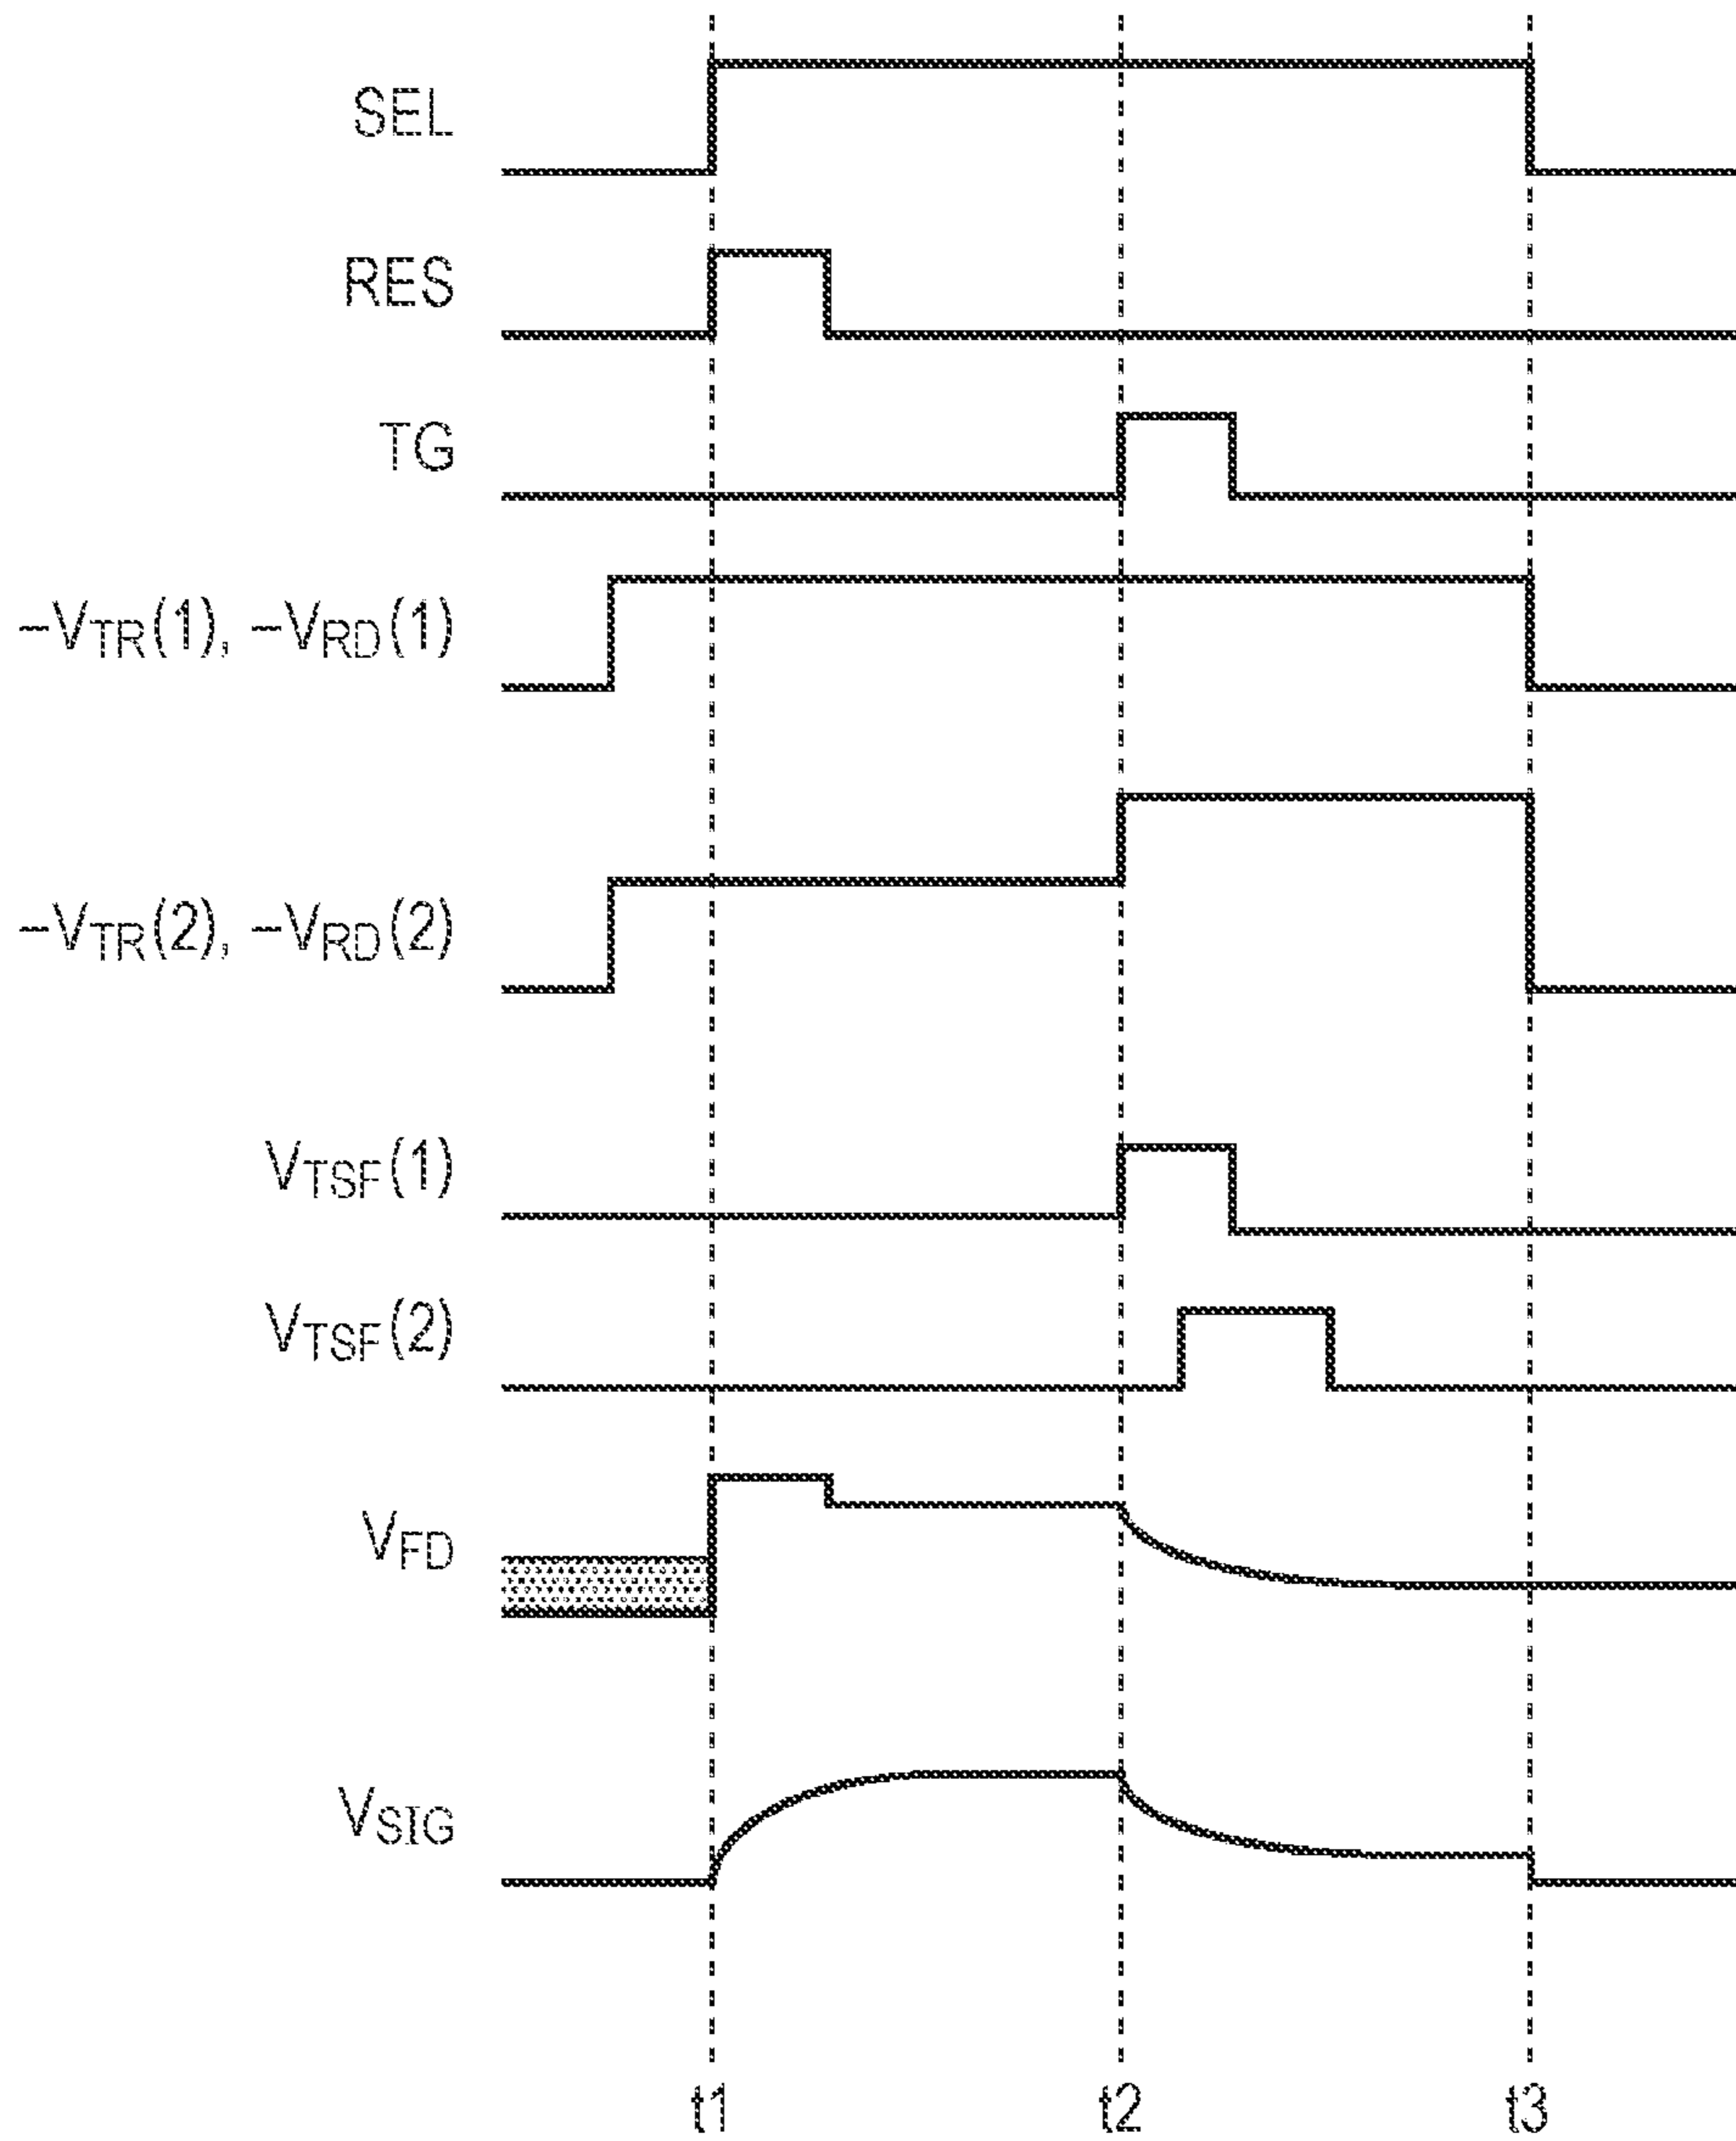 SEL
RES
TG
-VTR(1), -VRD(1)
-VTR(2), -VRD(2)
VTSF(1)
VTSF(2)
VFD
VSIG
t1 t2 t3